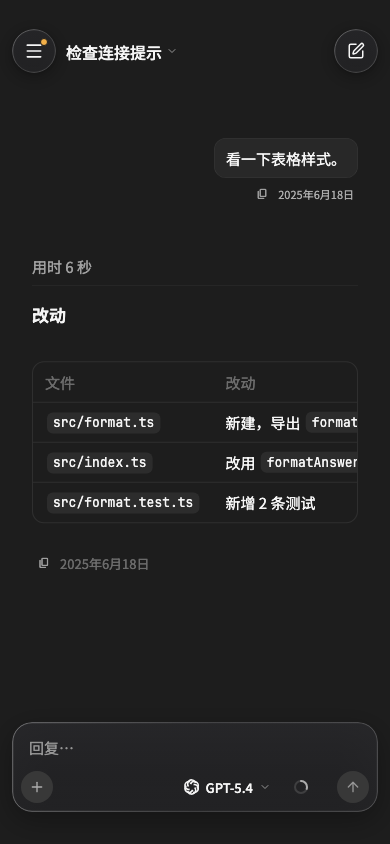 检查连接提示
看一下表格样式。
2025年6月18日
用时 6 秒
改动
文件 改动
src/format.ts 新建，导出 format
src/index.ts 改用 formatAnswer
src/format.test.ts 新增 2 条测试
2025年6月18日
回复…
GPT-5.4